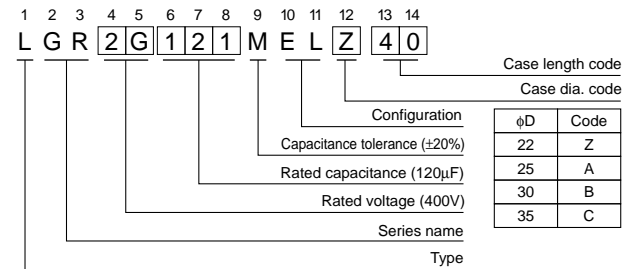 1 2 3 4 5 6 7 8 9 10 11 12 13 14
L G R 2 G 1 2 1 M E L Z 4 0
Case length code
Case dia. code
Configuration
Capacitance tolerance (±20%)
Rated capacitance (120μF)
Rated voltage (400V)
Series name
Type
φD Code
22 Z
25 A
30 B
35 C